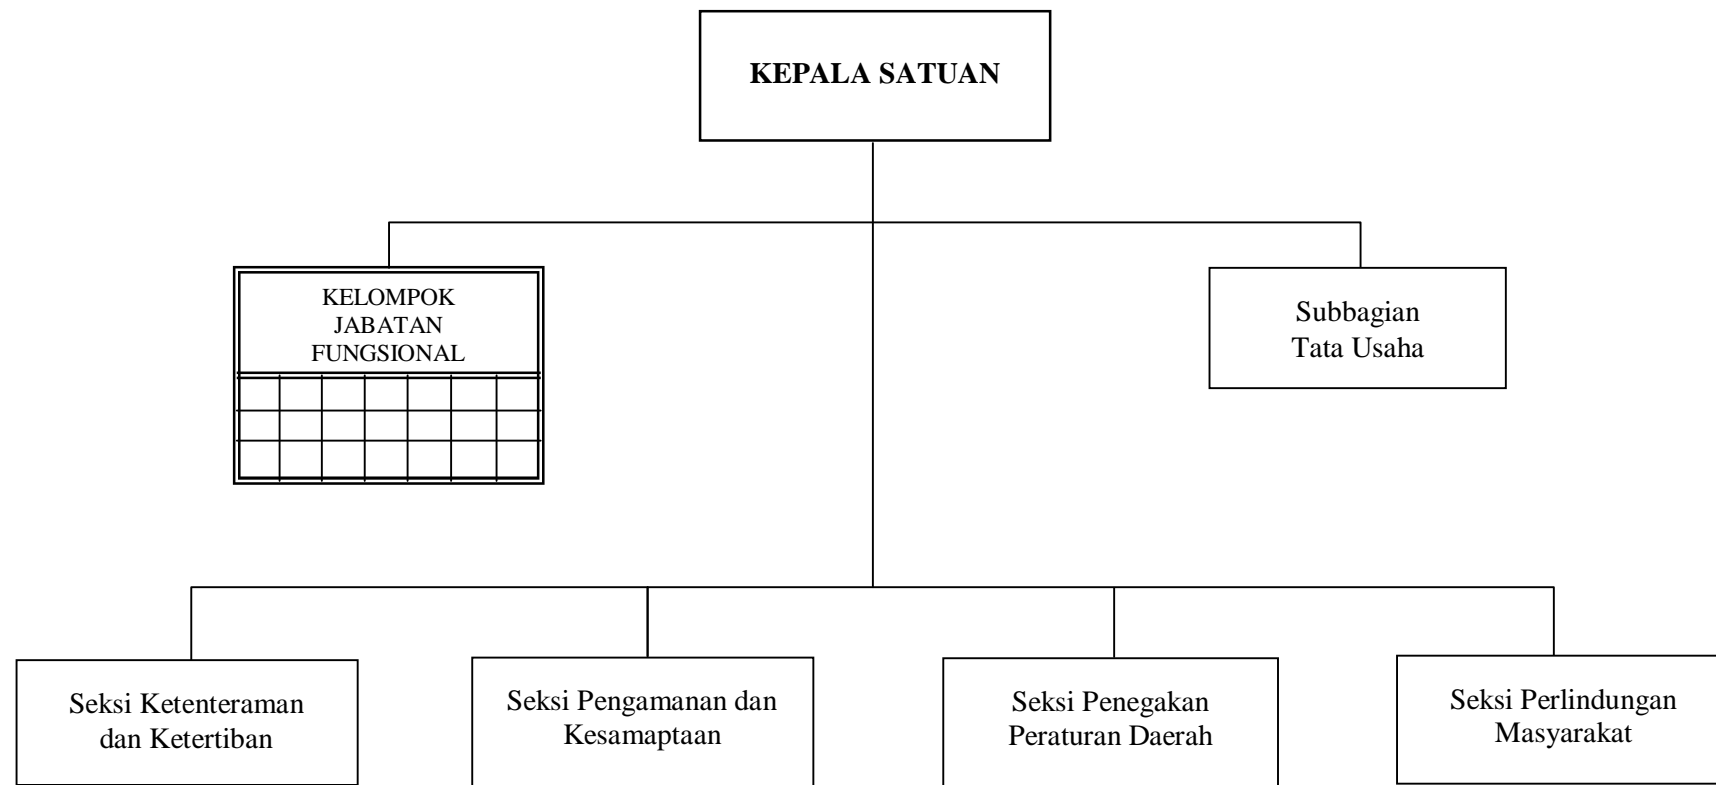 KEPALA SATUAN
KELOMPOK
JABATAN
FUNGSIONAL
Subbagian
Tata Usaha
Seksi Ketenteraman
dan Ketertiban
Seksi Pengamanan dan
Kesamaptaan
Seksi Penegakan
Peraturan Daerah
Seksi Perlindungan
Masyarakat